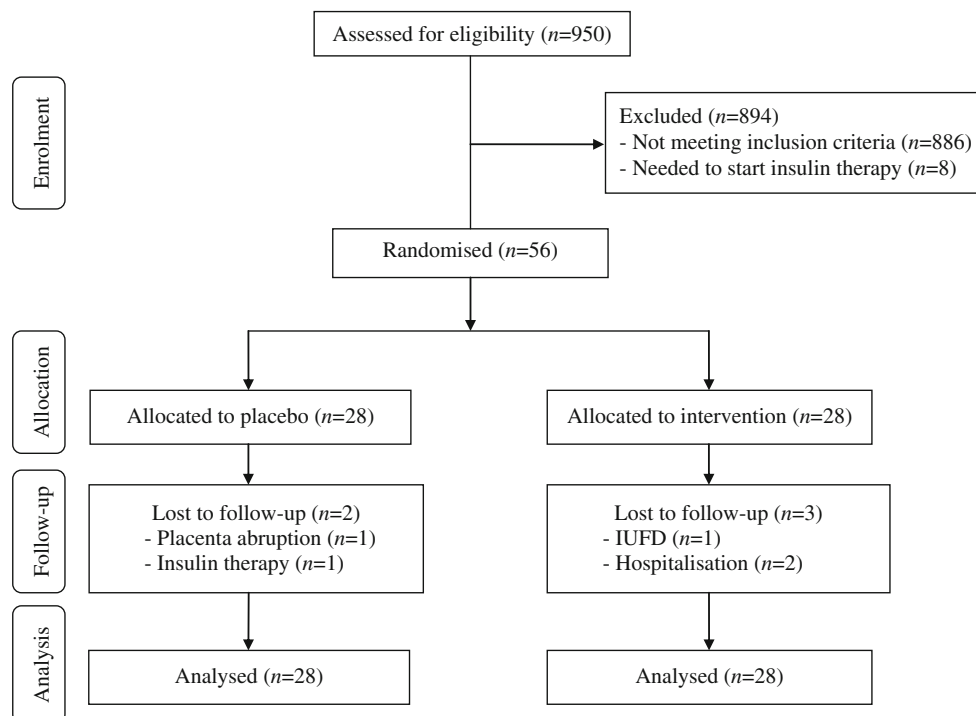 Assessed for eligibility (n=950)
Enrolment
Excluded (n=894)
- Not meeting inclusion criteria (n=886)
- Needed to start insulin therapy (n=8)
Randomised (n=56)
Allocation
Allocated to placebo (n=28)
Allocated to intervention (n=28)
Follow-up
Lost to follow-up (n=2)
- Placenta abruption (n=1)
- Insulin therapy (n=1)
Lost to follow-up (n=3)
- IUFD (n=1)
- Hospitalisation (n=2)
Analysis
Analysed (n=28)
Analysed (n=28)